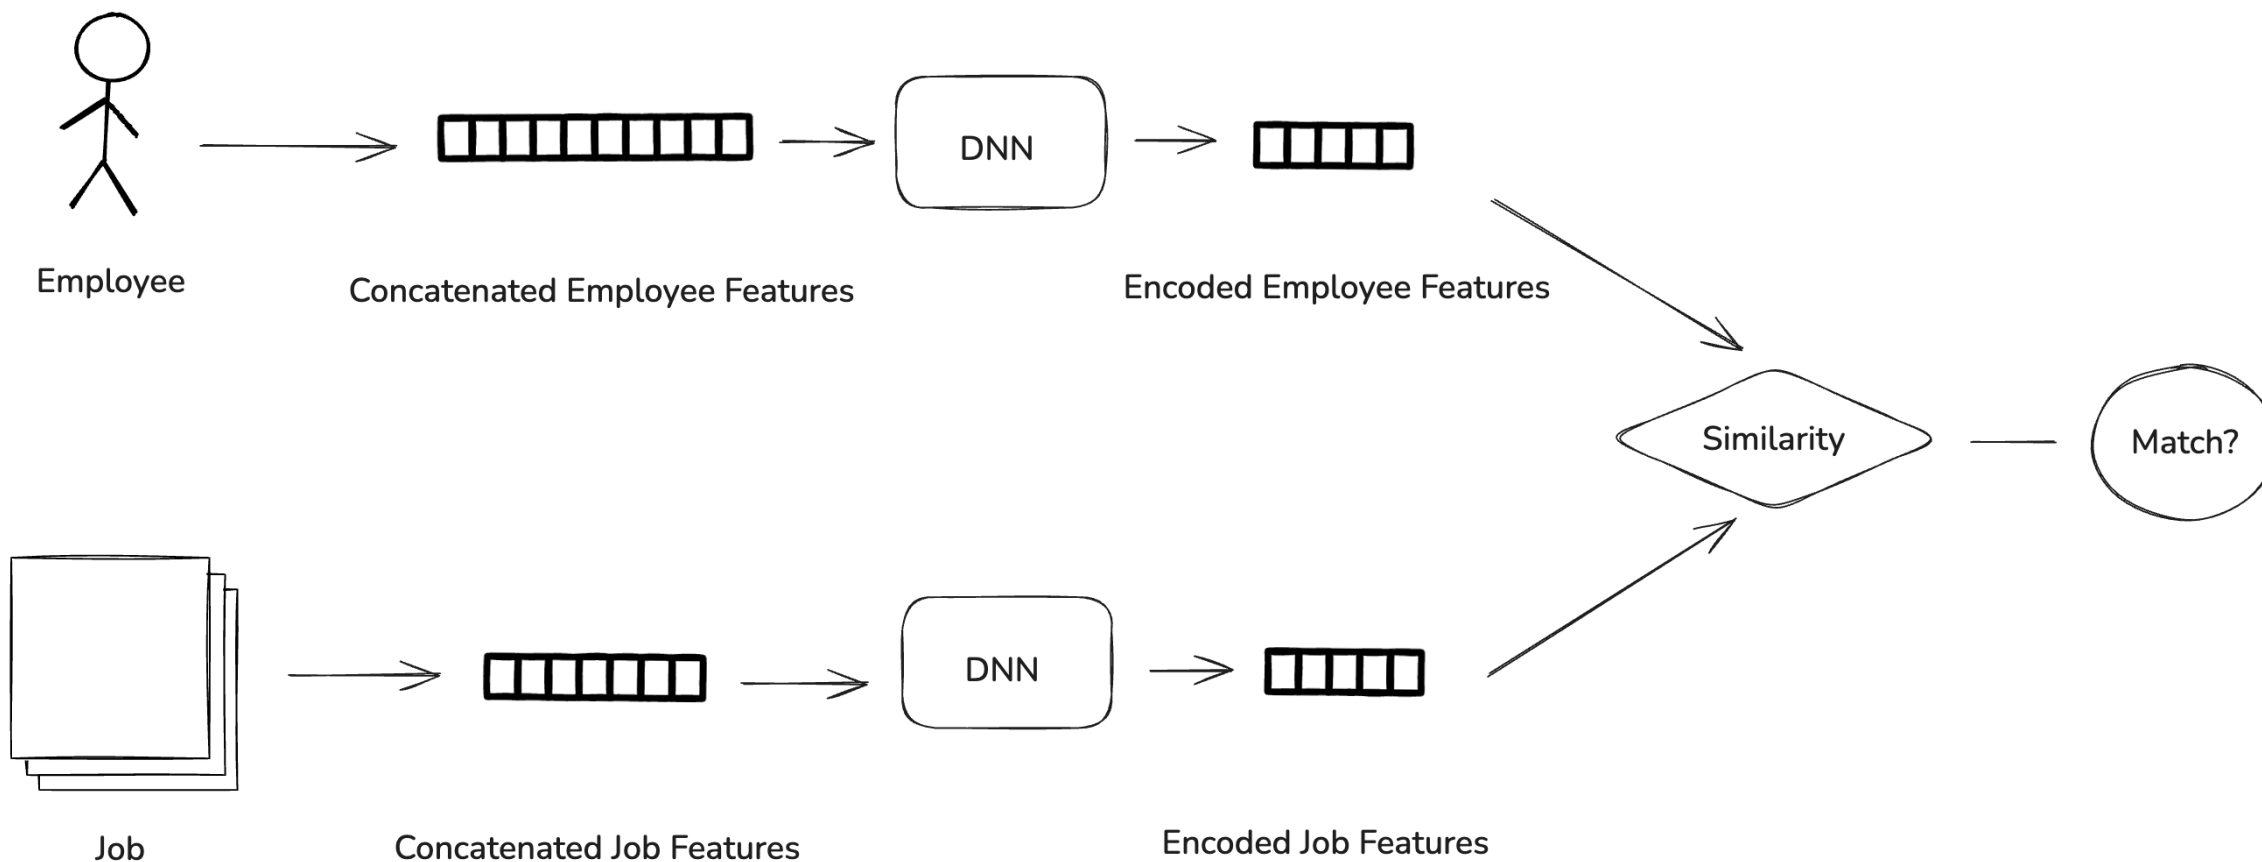 DNN
Employee
Concatenated Employee Features
Encoded Employee Features
Similarity
Match?
DNN
Job
Concatenated Job Features
Encoded Job Features